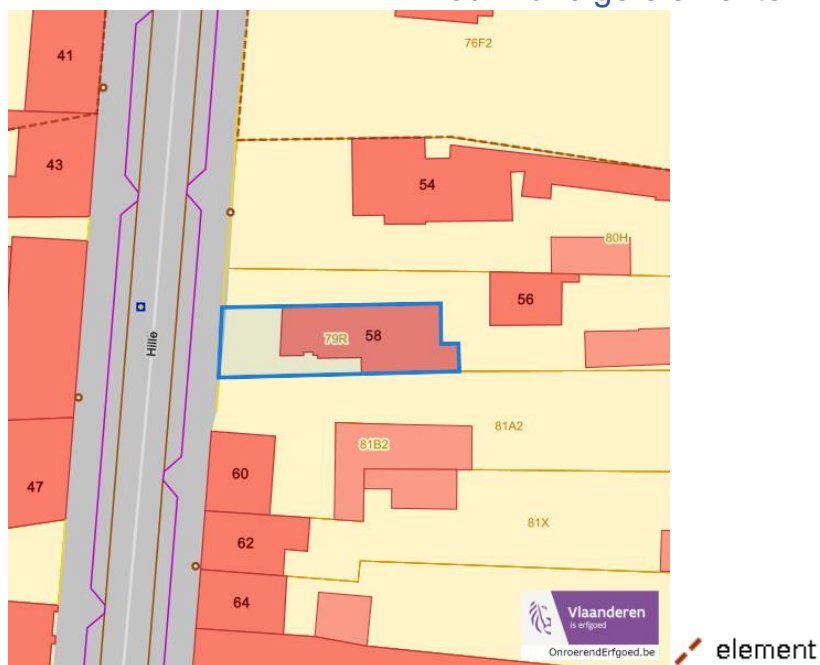 41
76F2
43
54
80H
56
Hille
79R
58
81A2
81B2
47
60
81X
62
64
Vlaanderen
is erfgoed
OnroerendErfgoed.be
element